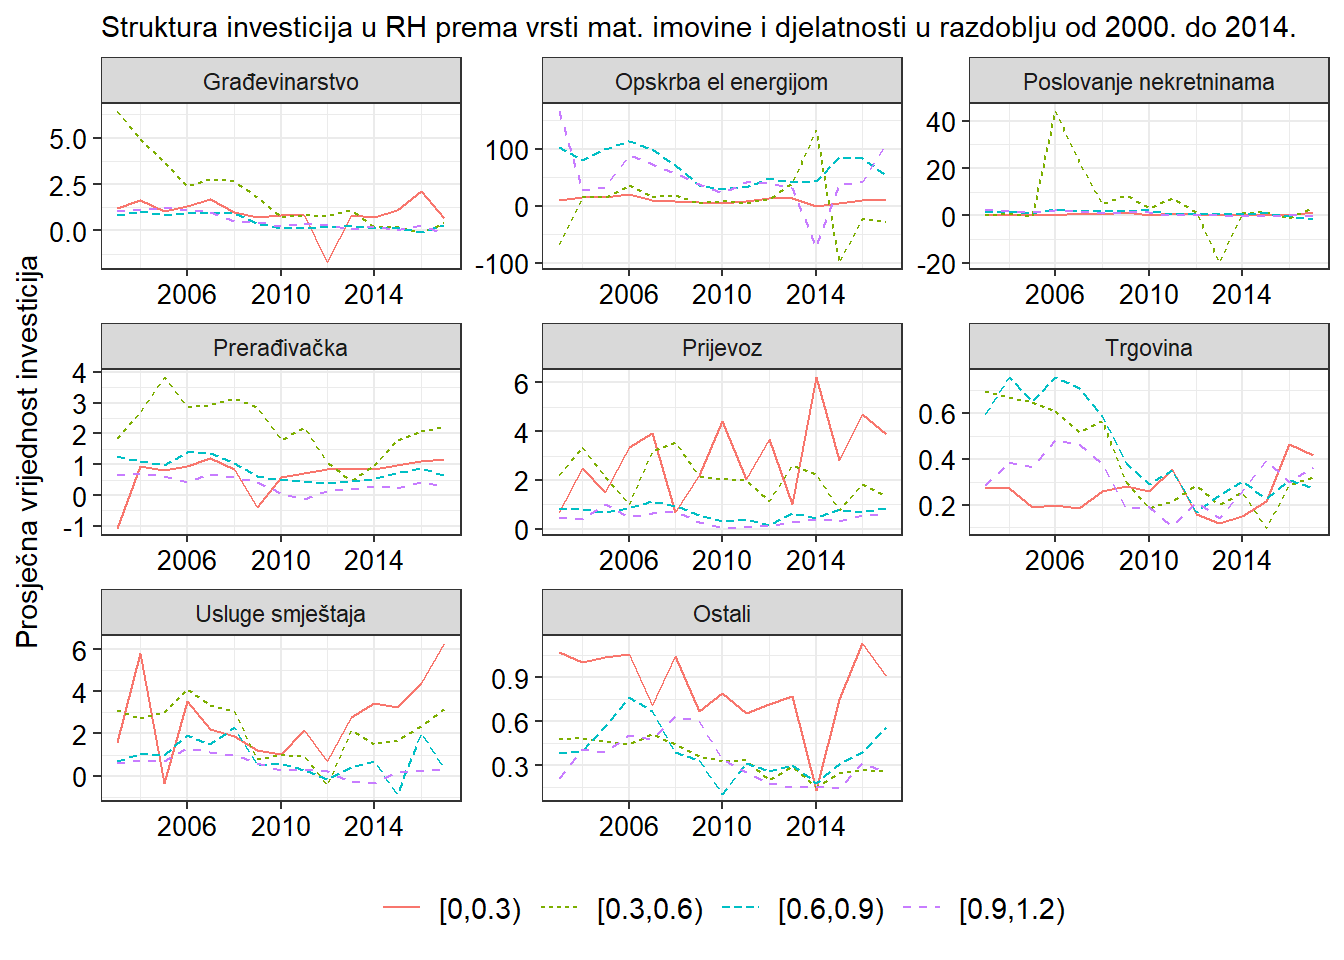 Struktura investicija u RH prema vrsti mat. imovine i djelatnosti u razdoblju od 2000. do 2014.
Prosječna vrijednost investicija
Građevinarstvo
5.0
2.5
0.0
2006 2010 2014
Opskrba el energijom
100
0
-100
2006 2010 2014
Poslovanje nekretninama
40
20
0
-20
2006 2010 2014
Prerađivačka
4
3
2
1
0
-1
2006 2010 2014
Prijevoz
6
4
2
0
2006 2010 2014
Trgovina
0.6
0.4
0.2
2006 2010 2014
Usluge smještaja
6
4
2
0
2006 2010 2014
Ostali
0.9
0.6
0.3
2006 2010 2014
[0,0.3) [0.3,0.6) [0.6,0.9) [0.9,1.2)